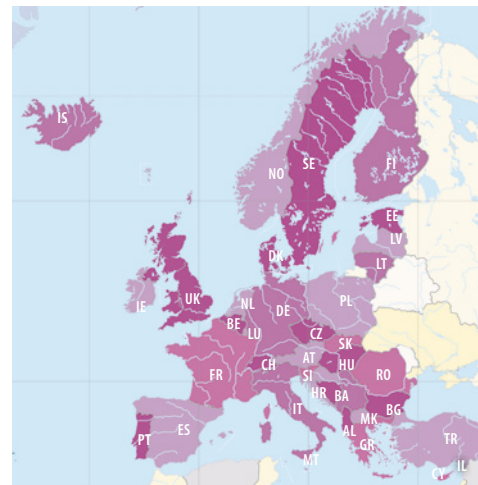 IS
NO
SE
FI
EE
LV
LT
DK
IE
UK
NL
DE
PL
BE
LU
CZ
SK
FR
CH
AT
HU
SI
RO
HR
BA
IT
BG
MK
PT
ES
AL
GR
TR
MT
CY
IL